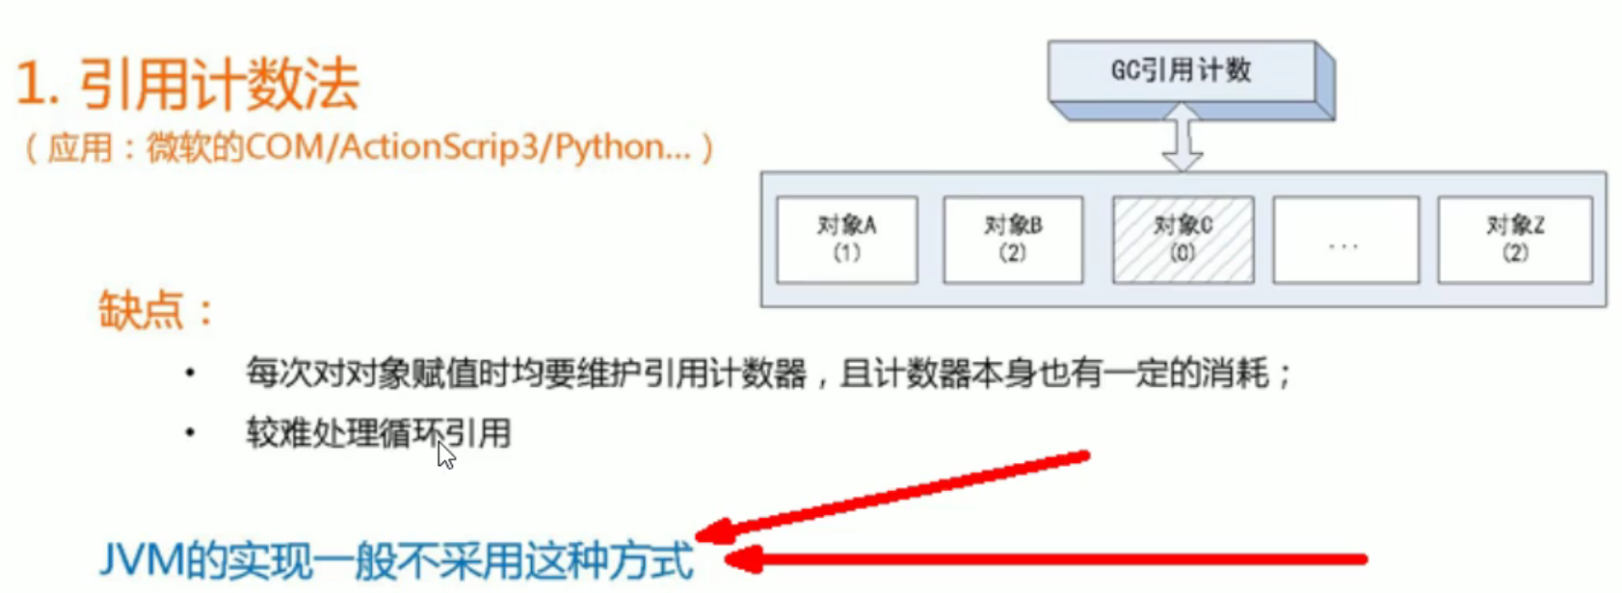 1. 引用计数法
（应用：微软的COM/ActionScrip3/Python...）
GC引用计数
对象A
(1)
对象B
(2)
对象C
(0)
...
对象Z
(2)
缺点：
• 每次对对象赋值时均要维护引用计数器，且计数器本身也有一定的消耗；
• 较难处理循环引用
JVM的实现一般不采用这种方式